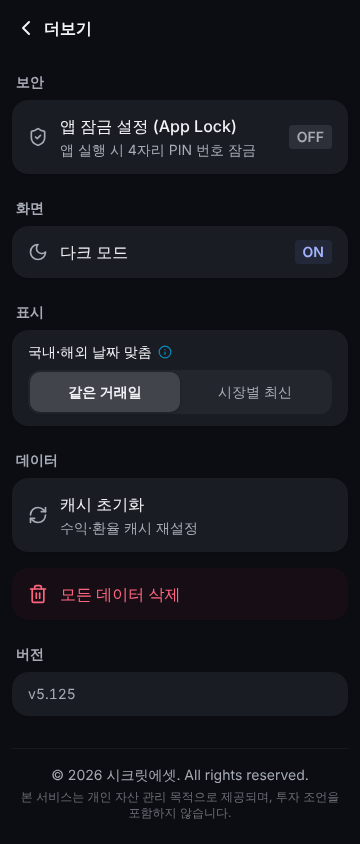 더보기
보안
앱 잠금 설정 (App Lock)
앱 실행 시 4자리 PIN 번호 잠금
OFF
화면
다크 모드
ON
표시
국내·해외 날짜 맞춤
같은 거래일
시장별 최신
데이터
캐시 초기화
수익·환율 캐시 재설정
모든 데이터 삭제
버전
v5.125
© 2026 시크릿에셋. All rights reserved.
본 서비스는 개인 자산 관리 목적으로 제공되며, 투자 조언을
포함하지 않습니다.